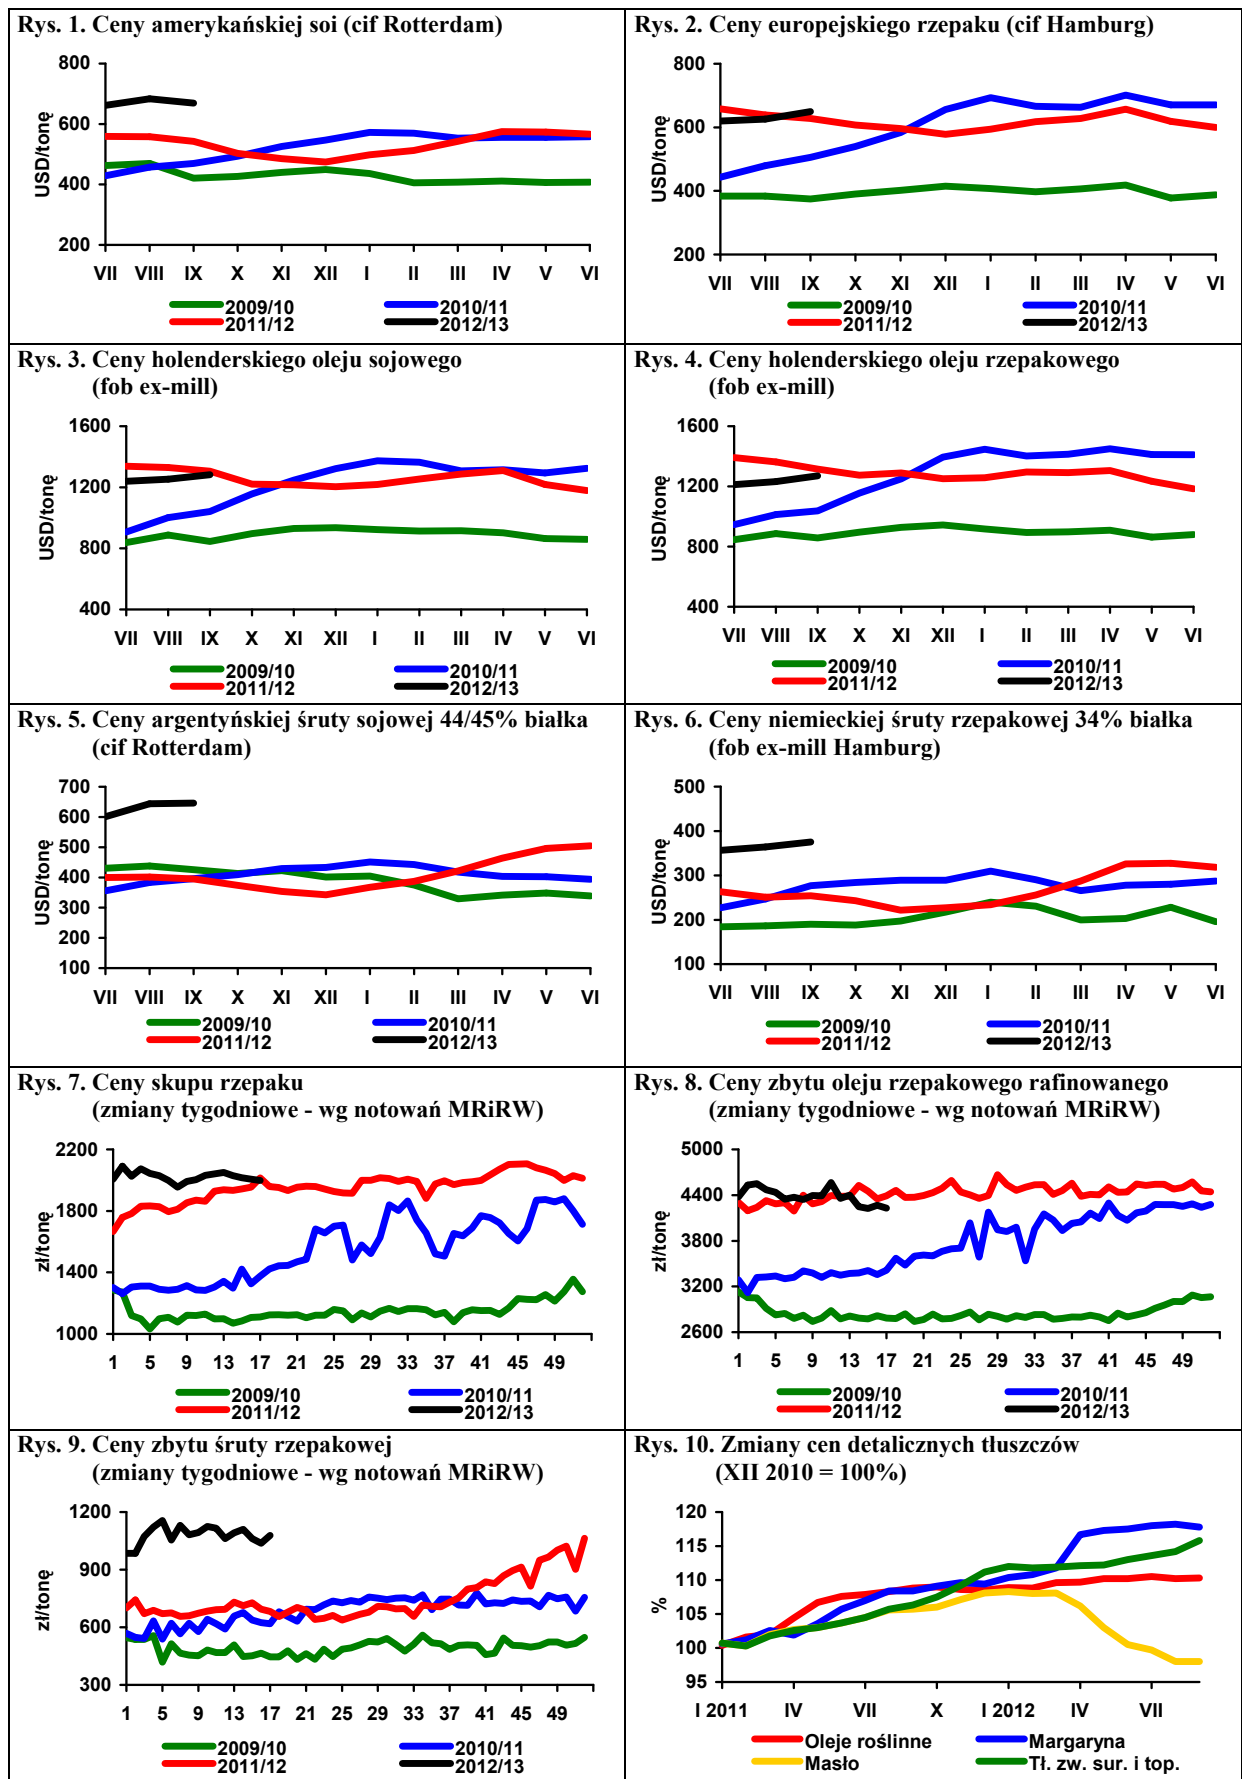 Rys. 1. Ceny amerykańskiej soi (cif Rotterdam)
USD/tonę
800
600
400
200
VII VIII IX X XI XII I II III IV V VI
2009/10 2010/11
2011/12 2012/13
Rys. 2. Ceny europejskiego rzepaku (cif Hamburg)
USD/tonę
800
600
400
200
VII VIII IX X XI XII I II III IV V VI
2009/10 2010/11
2011/12 2012/13
Rys. 3. Ceny holenderskiego oleju sojowego
(fob ex-mill)
USD/tonę
1600
1200
800
400
VII VIII IX X XI XII I II III IV V VI
2009/10 2010/11
2011/12 2012/13
Rys. 4. Ceny holenderskiego oleju rzepakowego
(fob ex-mill)
USD/tonę
1600
1200
800
400
VII VIII IX X XI XII I II III IV V VI
2009/10 2010/11
2011/12 2012/13
Rys. 5. Ceny argentyńskiej śruty sojowej 44/45% białka
(cif Rotterdam)
USD/tonę
700
600
500
400
300
200
100
VII VIII IX X XI XII I II III IV V VI
2009/10 2010/11
2011/12 2012/13
Rys. 6. Ceny niemieckiej śruty rzepakowej 34% białka
(fob ex-mill Hamburg)
USD/tonę
500
400
300
200
100
VII VIII IX X XI XII I II III IV V VI
2009/10 2010/11
2011/12 2012/13
Rys. 7. Ceny skupu rzepaku
(zmiany tygodniowe - wg notowań MRiRW)
zł/tonę
2200
1800
1400
1000
1 5 9 13 17 21 25 29 33 37 41 45 49
2009/10 2010/11
2011/12 2012/13
Rys. 8. Ceny zbytu oleju rzepakowego rafinowanego
(zmiany tygodniowe - wg notowań MRiRW)
zł/tonę
5000
4400
3800
3200
2600
1 5 9 13 17 21 25 29 33 37 41 45 49
2009/10 2010/11
2011/12 2012/13
Rys. 9. Ceny zbytu śruty rzepakowej
(zmiany tygodniowe - wg notowań MRiRW)
zł/tonę
1200
900
600
300
1 5 9 13 17 21 25 29 33 37 41 45 49
2009/10 2010/11
2011/12 2012/13
Rys. 10. Zmiany cen detalicznych tłuszczów
(XII 2010 = 100%)
%
120
115
110
105
100
95
I 2011 IV VII X I 2012 IV VII
Oleje roślinne Margaryna
Masło Tł. zw. sur. i top.